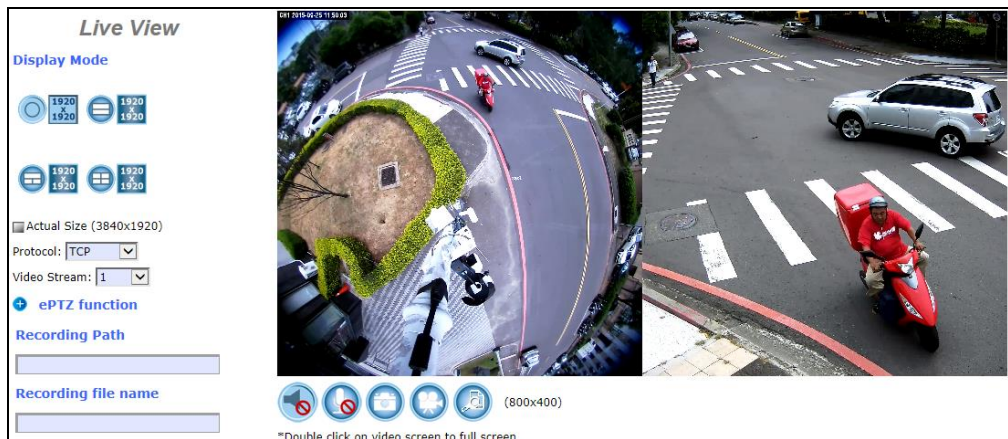 Live View
Display Mode
1920
x
1920
1920
x
1920
1920
x
1920
1920
x
1920
Actual Size (3840x1920)
Protocol: TCP
Video Stream: 1
ePTZ function
Recording Path
Recording file name
CH1 2015-06-25 11:50:03
(800x400)
*Double click on video screen to full screen